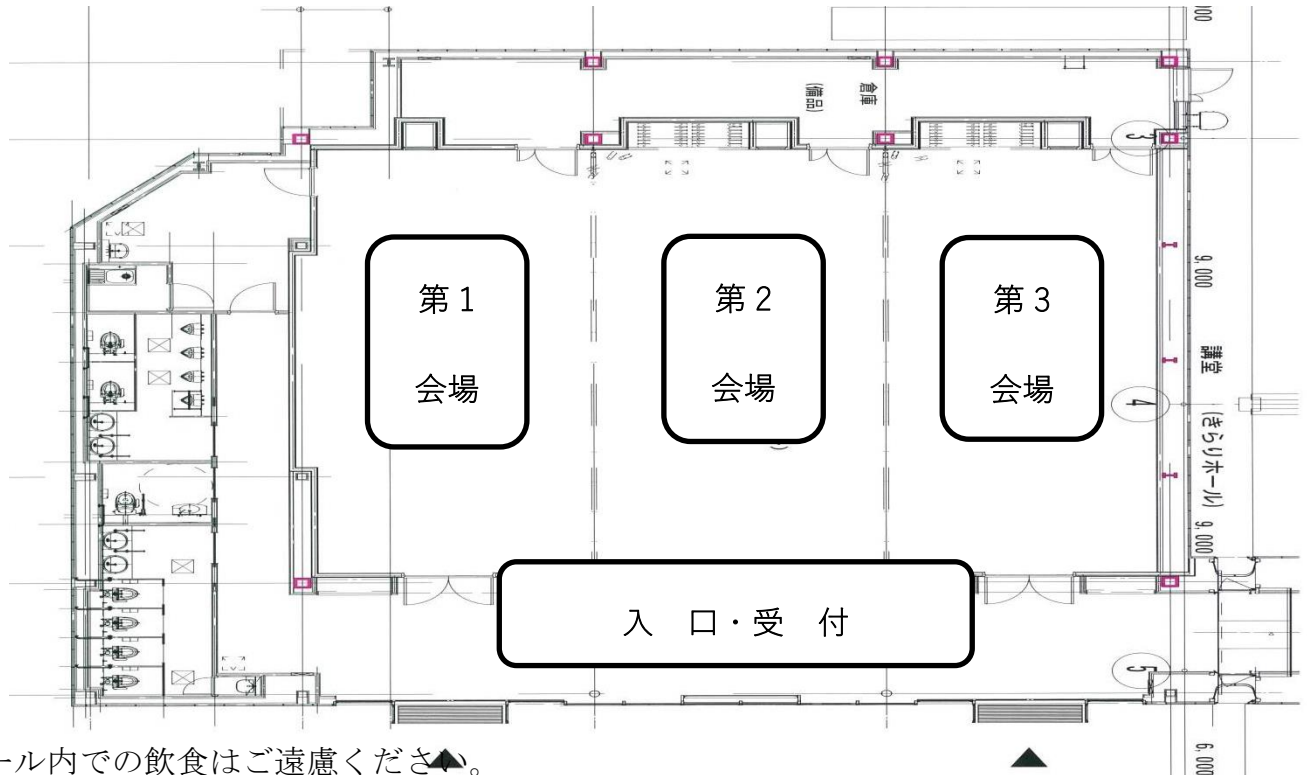 倉庫
(備品)
3
第１
会場
第２
会場
第３
会場
9,000
講堂
(きらりホール)
4
9,000
入　口・受　付
5
6,000
ール内での飲食はご遠慮ください。